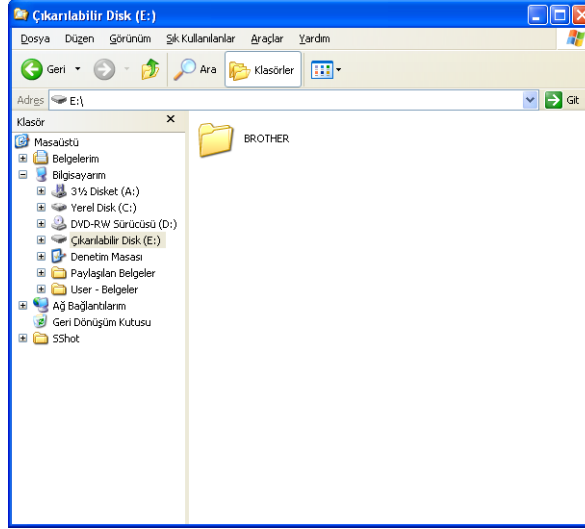 Çıkarılabilir Disk (E:)
Dosya Düzen Görünüm Sık Kullanılanlar Araçlar Yardım
Geri Ara Klasörler
Adres E:\ Git
Klasör x
Masaüstü
Belgelerim
Bilgisayarım
3½ Disket (A:)
Yerel Disk (C:)
DVD-RW Sürücüsü (D:)
Çıkarılabilir Disk (E:)
Denetim Masası
Paylaşılan Belgeler
User - Belgeler
Ağ Bağlantılarım
Geri Dönüşüm Kutusu
SShot
BROTHER